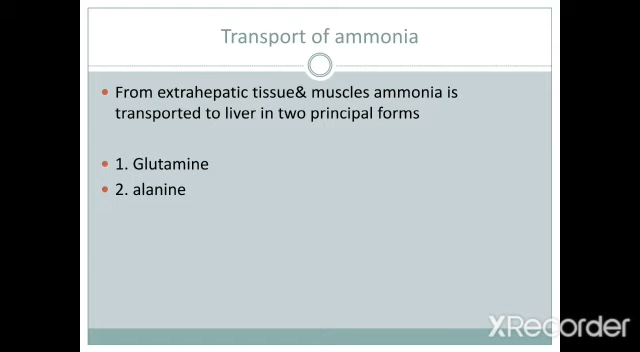 Transport of ammonia
From extrahepatic tissue& muscles ammonia is
transported to liver in two principal forms
1. Glutamine
2. alanine
XRecorder